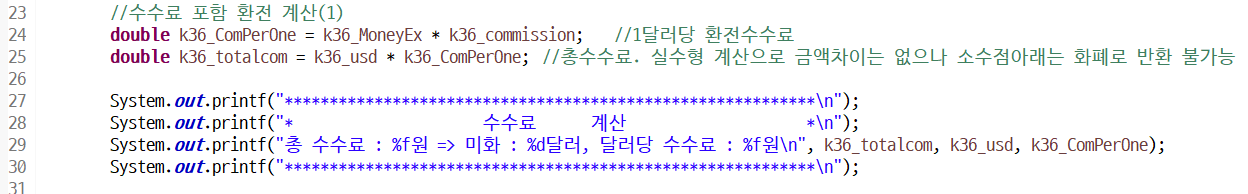 23 //수수료 포함 환전 계산(1)
24 double k36_ComPerOne = k36_MoneyEx * k36_commission; //1달러당 환전수수료
25 double k36_totalcom = k36_usd * k36_ComPerOne; //총수수료. 실수형 계산으로 금액차이는 없으나 소수점아래는 화폐로 반환 불가능
26
27 System.out.printf("***********************************************************\n");
28 System.out.printf("* 수수료 계산 *\n");
29 System.out.printf("총 수수료 : %f원 => 미화 : %d달러, 달러당 수수료 : %f원\n", k36_totalcom, k36_usd, k36_ComPerOne);
30 System.out.printf("***********************************************************\n");
31